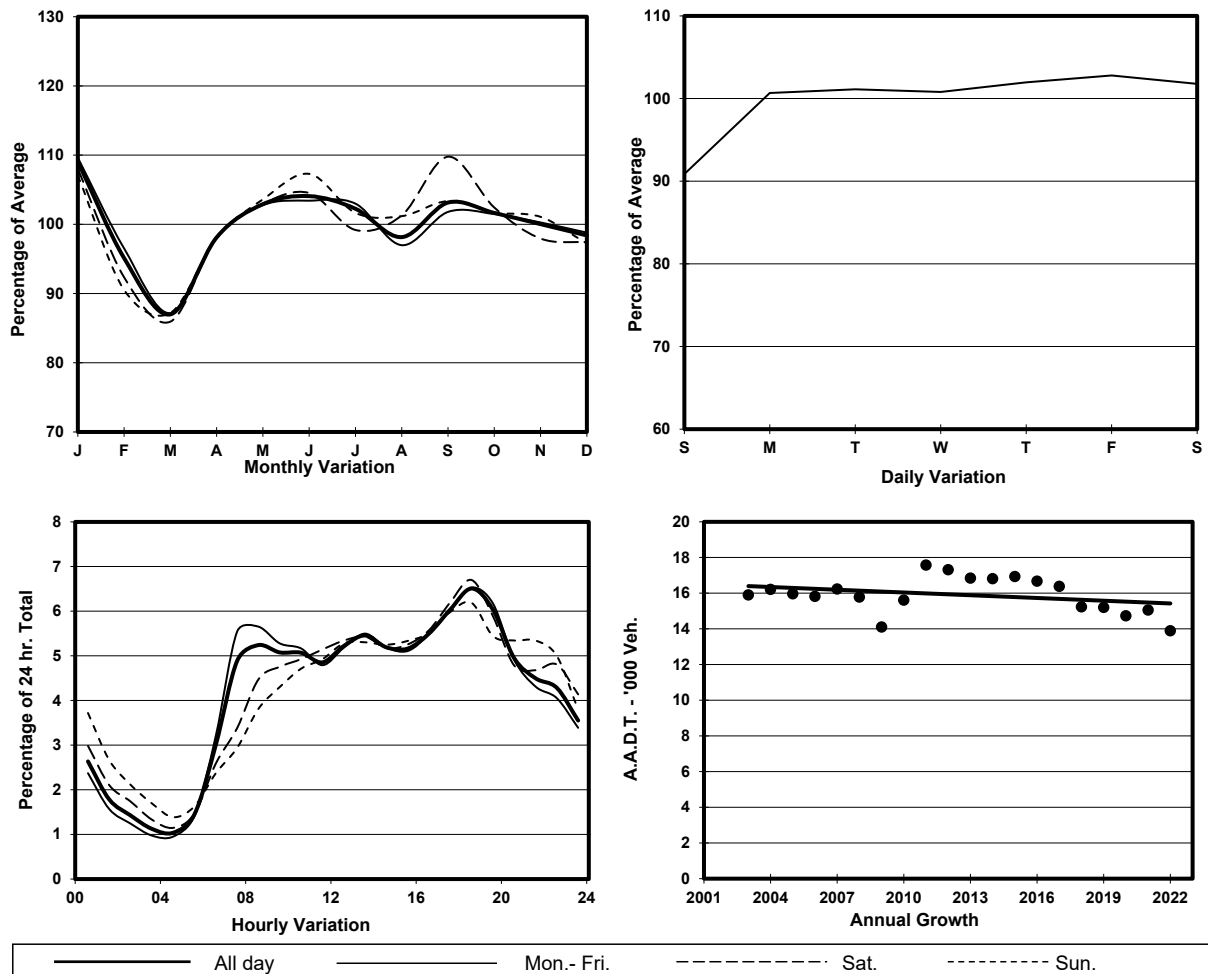 130
120
110
100
90
80
70
Percentage of Average
J F M A M J J A S O N D
Monthly Variation
110
100
90
80
70
60
Percentage of Average
S M T W T F S
Daily Variation
8
7
6
5
4
3
2
1
0
Percentage of 24 hr. Total
00 04 08 12 16 20 24
Hourly Variation
20
18
16
14
12
10
8
6
4
2
0
A.A.D.T. - '000 Veh.
2001 2004 2007 2010 2013 2016 2019 2022
Annual Growth
All day Mon.- Fri. Sat. Sun.